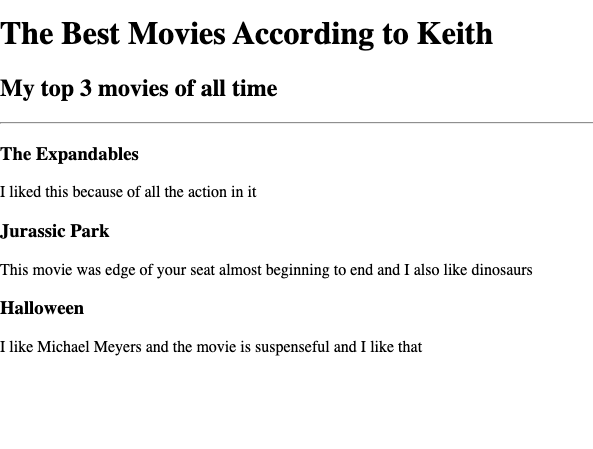 The Best Movies According to Keith
My top 3 movies of all time
The Expandables
I liked this because of all the action in it
Jurassic Park
This movie was edge of your seat almost beginning to end and I also like dinosaurs
Halloween
I like Michael Meyers and the movie is suspenseful and I like that